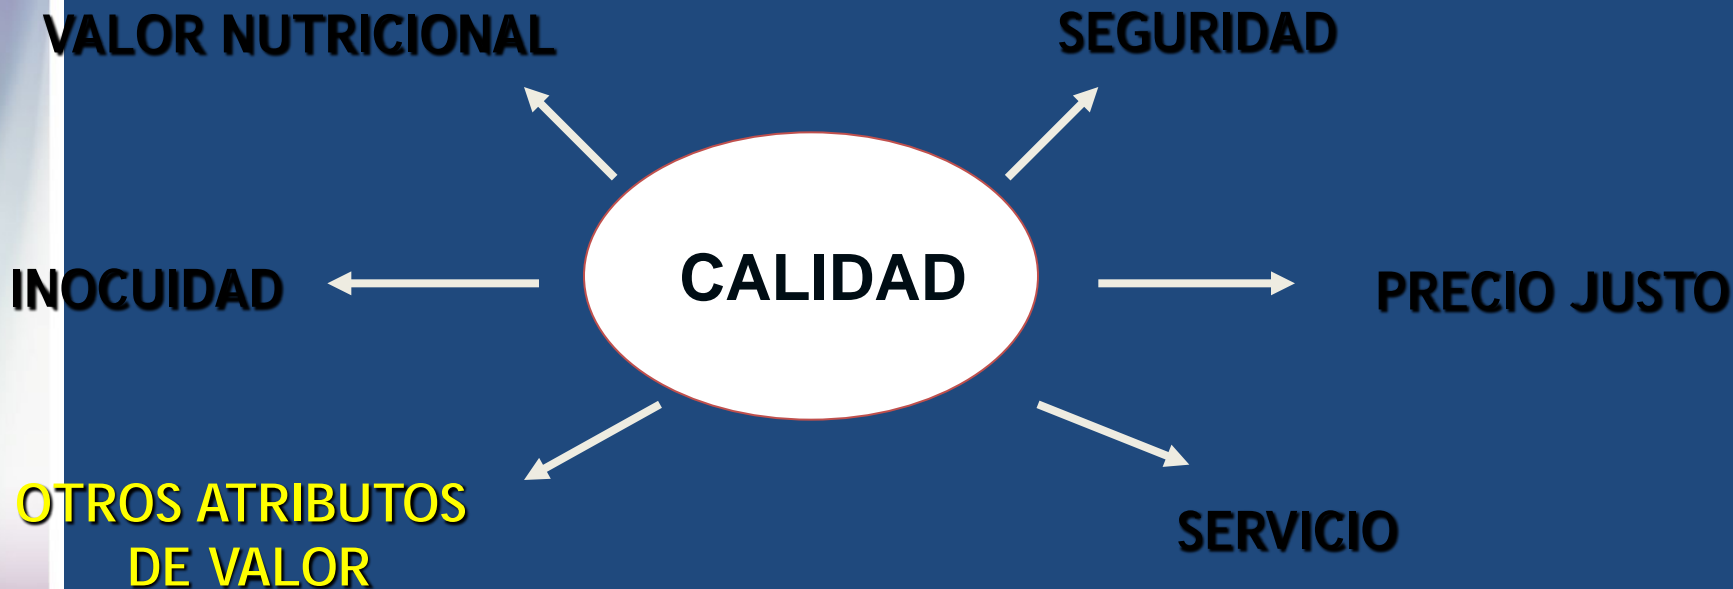 VALOR NUTRICIONAL
SEGURIDAD
CALIDAD
INOCUIDAD
PRECIO JUSTO
OTROS ATRIBUTOS
DE VALOR
SERVICIO